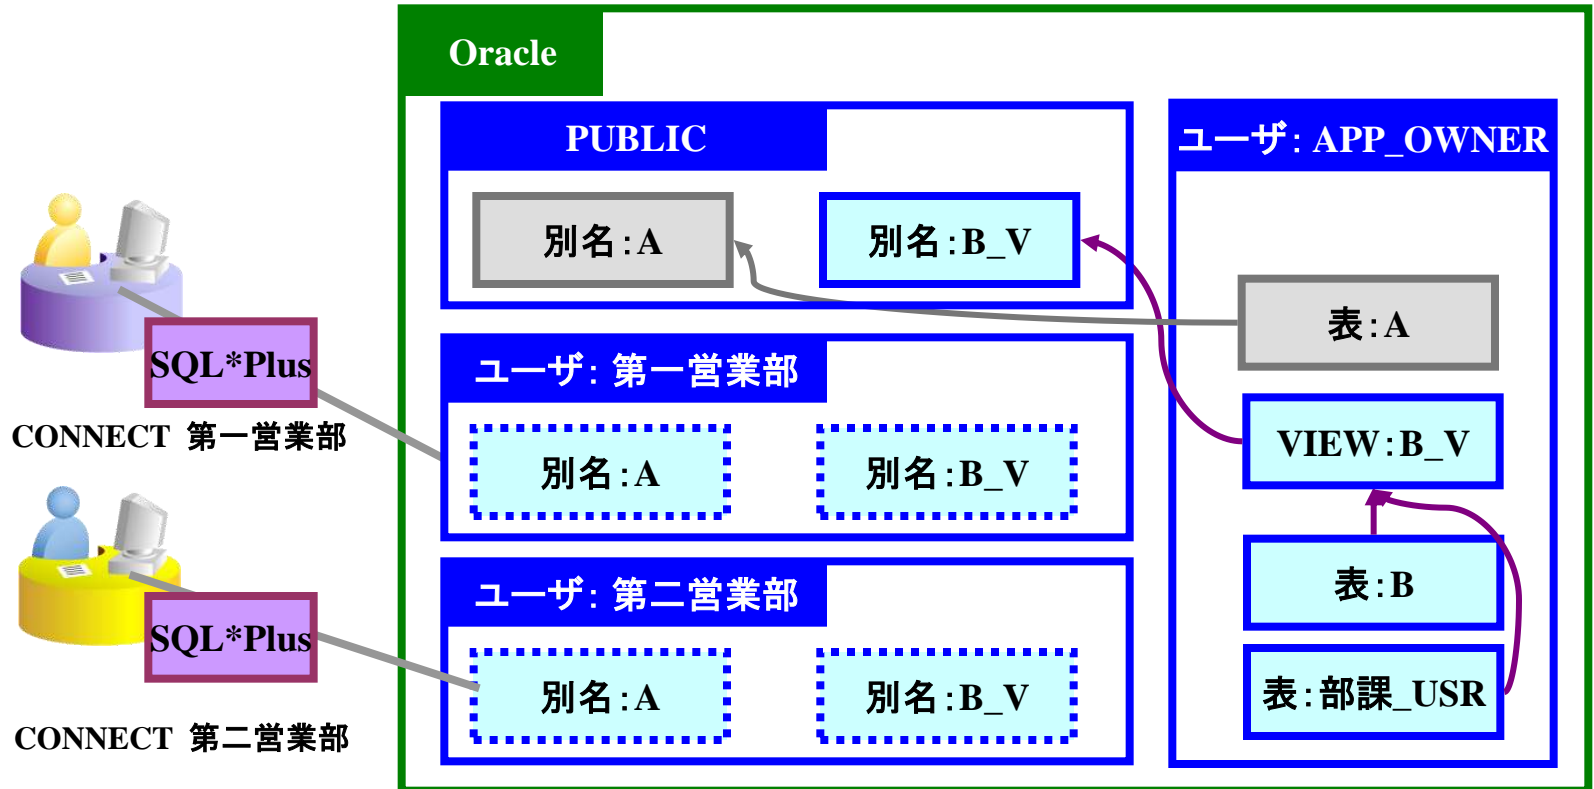 Oracle
PUBLIC
別名:A
別名:B_V
ユーザ: APP_OWNER
表:A
VIEW:B_V
表:B
表:部課_USR
SQL*Plus
CONNECT 第一営業部
ユーザ: 第一営業部
別名:A
別名:B_V
SQL*Plus
CONNECT 第二営業部
ユーザ: 第二営業部
別名:A
別名:B_V